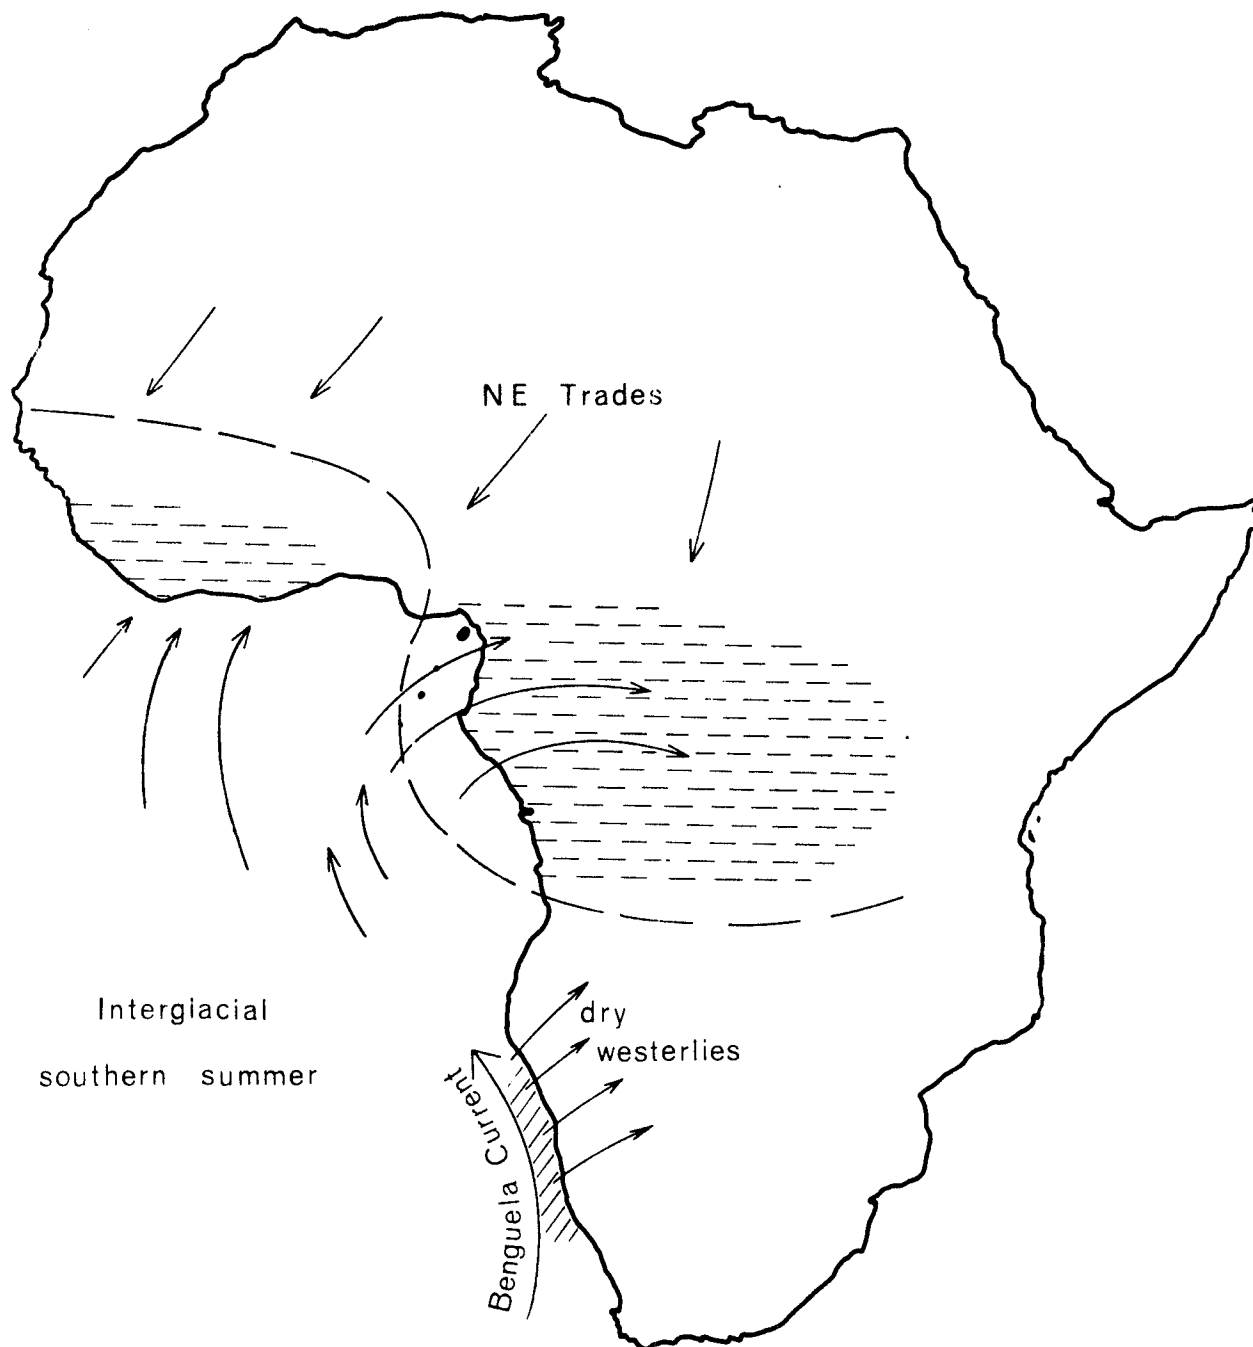 NE Trades
Interglacial
southern summer
dry
westerlies
Benguela Current